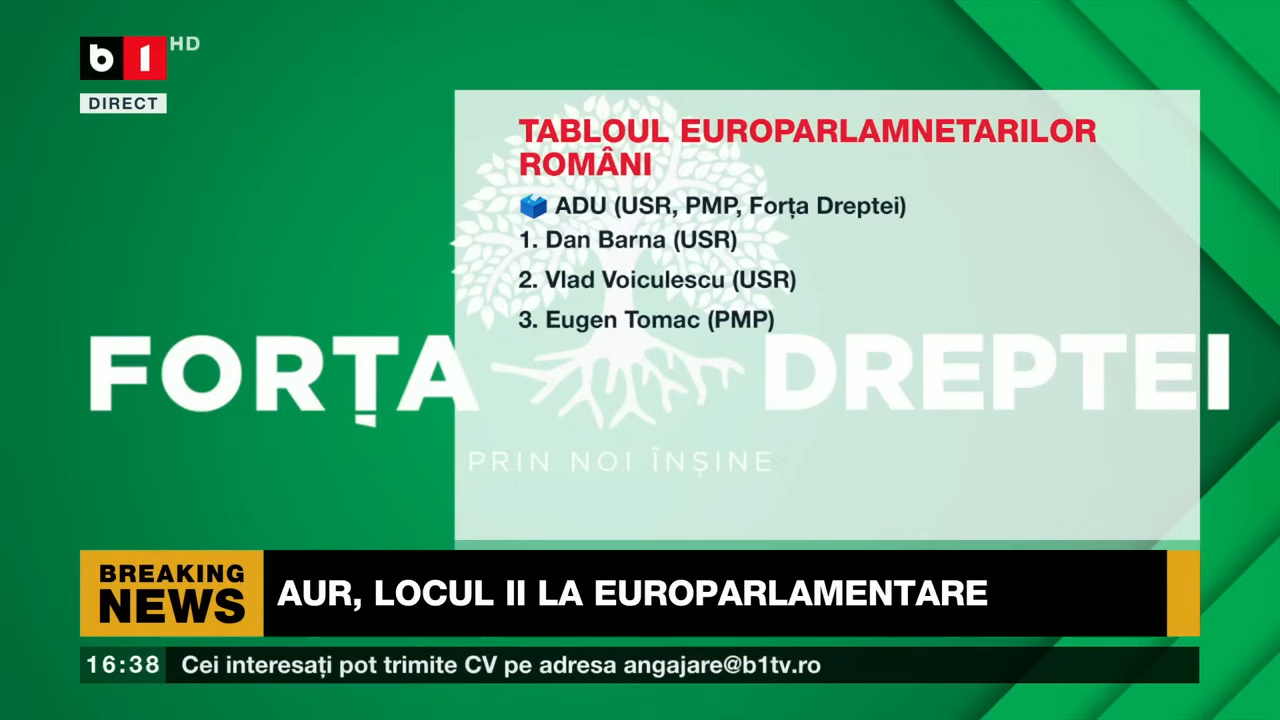 b1 HD
DIRECT
TABLOUL EUROPARLAMNETARILOR
ROMÂNI
ADU (USR, PMP, Forța Dreptei)
1. Dan Barna (USR)
2. Vlad Voiculescu (USR)
3. Eugen Tomac (PMP)
FORȚA DREPTEI
PRIN NOI ÎNȘINE
BREAKING
NEWS
AUR, LOCUL II LA EUROPARLAMENTARE
16:38 Cei interesați pot trimite CV pe adresa angajare@b1tv.ro